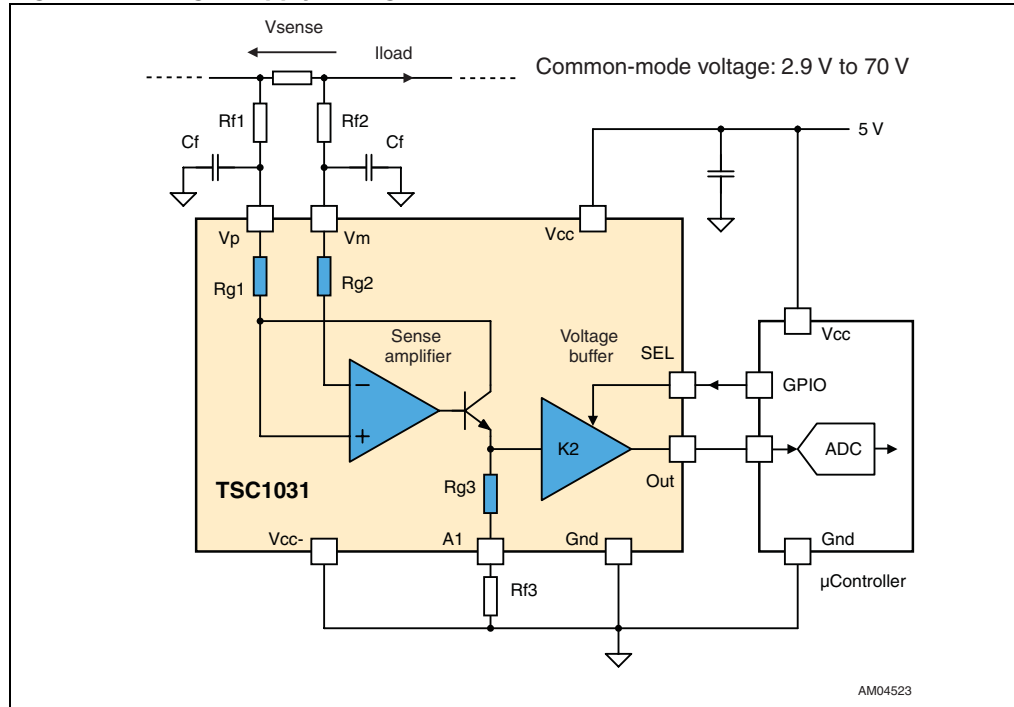 Vsense
Iload
Common-mode voltage: 2.9 V to 70 V
Rf1
Rf2
5 V
Cf
Cf
Vp
Vm
Vcc
Rg1
Rg2
Vcc
Sense
amplifier
Voltage
buffer
SEL
GPIO
K2
ADC
TSC1031
Rg3
Out
Vcc-
A1
Gnd
Gnd
Rf3
µController
AM04523